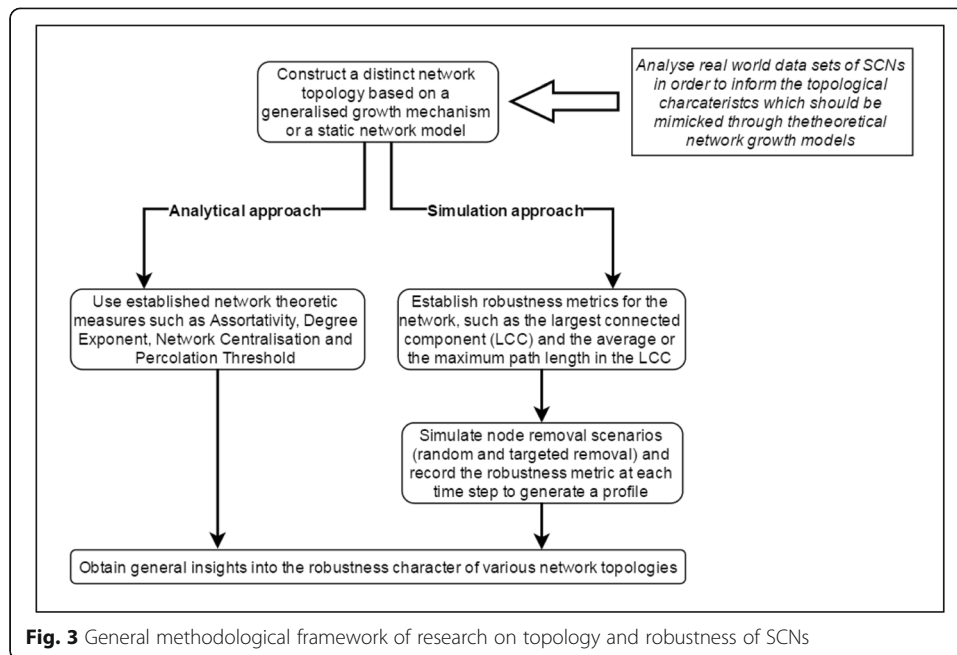 Construct a distinct network
topology based on a
generalised growth mechanism
or a static network model
Analyse real world data sets of SCNs
in order to inform the topological
charcateristcs which should be
mimicked through thetheoretical
network growth models
Analytical approach
Simulation approach
Use established network theoretic
measures such as Assortativity, Degree
Exponent, Network Centralisation and
Percolation Threshold
Establish robustness metrics for the
network, such as the largest connected
component (LCC) and the average or
the maximum path length in the LCC
Simulate node removal scenarios
(random and targeted removal) and
record the robustness metric at each
time step to generate a profile
Obtain general insights into the robustness character of various network topologies
Fig. 3 General methodological framework of research on topology and robustness of SCNs